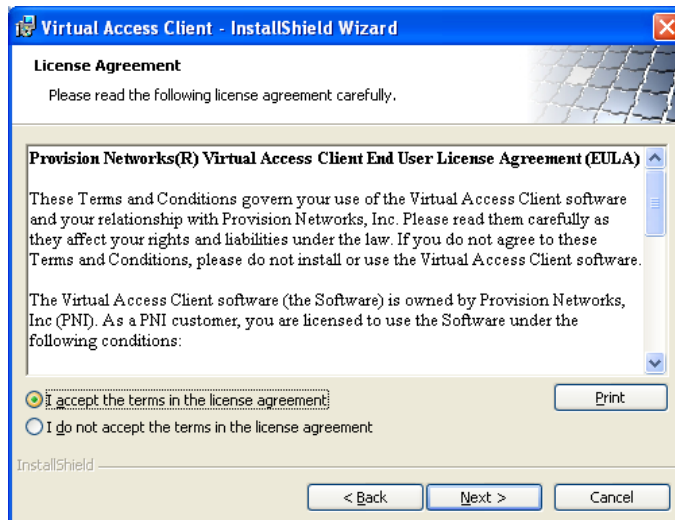 Virtual Access Client - InstallShield Wizard
License Agreement
Please read the following license agreement carefully.
Provision Networks(R) Virtual Access Client End User License Agreement (EULA)
These Terms and Conditions govern your use of the Virtual Access Client software
and your relationship with Provision Networks, Inc. Please read them carefully as
they affect your rights and liabilities under the law. If you do not agree to these
Terms and Conditions, please do not install or use the Virtual Access Client software.
The Virtual Access Client software (the Software) is owned by Provision Networks,
Inc (PNI). As a PNI customer, you are licensed to use the Software under the
following conditions:
I accept the terms in the license agreement
Print
I do not accept the terms in the license agreement
InstallShield
< Back
Next >
Cancel